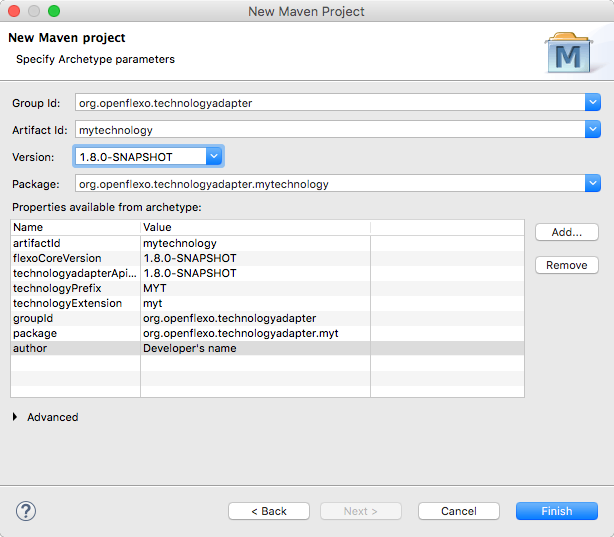 New Maven Project
New Maven project
Specify Archetype parameters
M
Group Id: org.openflexo.technologyadapter
Artifact Id: mytechnology
Version: 1.8.0-SNAPSHOT
Package: org.openflexo.technologyadapter.mytechnology
Properties available from archetype:
Name Value
artifactId mytechnology
flexoCoreVersion 1.8.0-SNAPSHOT
technologyadapterApi... 1.8.0-SNAPSHOT
technologyPrefix MYT
technologyExtension myt
groupId org.openflexo.technologyadapter
package org.openflexo.technologyadapter.myt
author Developer's name
Add...
Remove
Advanced
? < Back Next > Cancel Finish